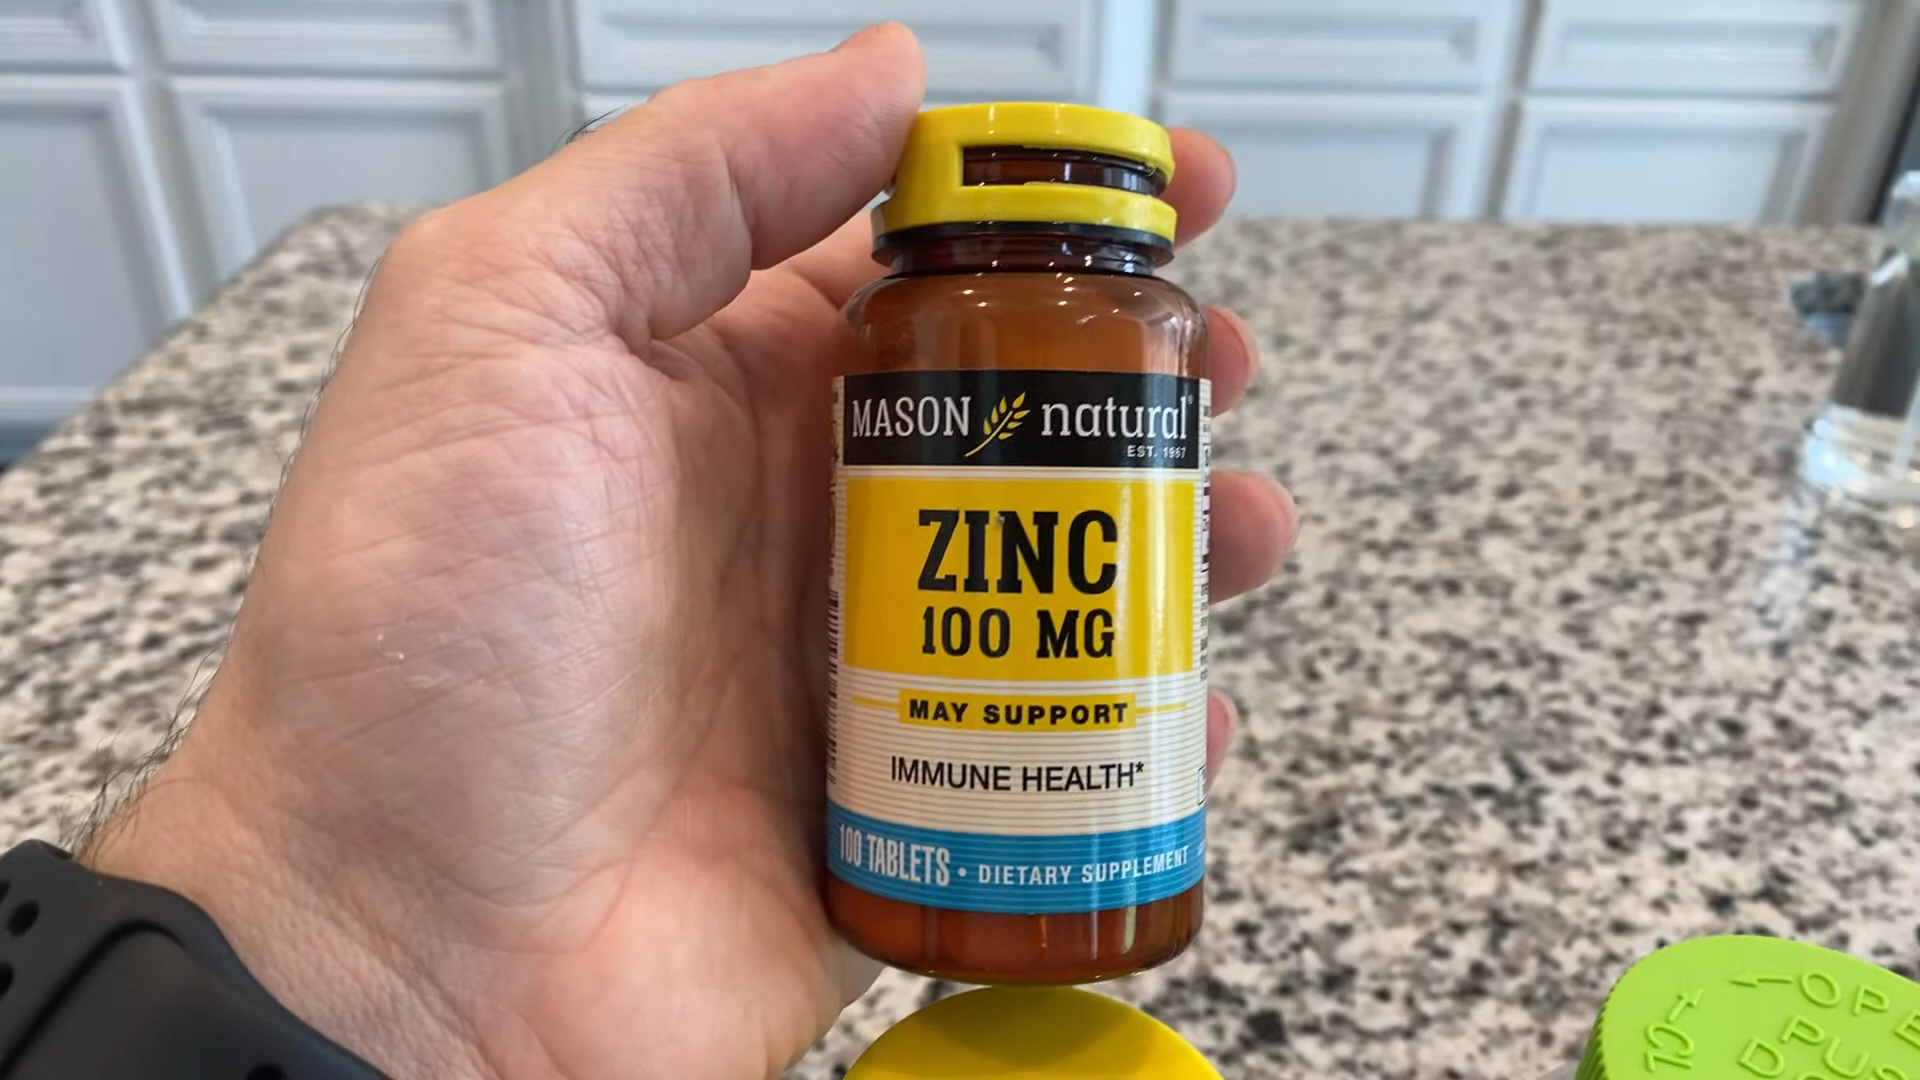 MASON natural®
EST. 1967
ZINC
100 MG
MAY SUPPORT
IMMUNE HEALTH*
100 TABLETS • DIETARY SUPPLEMENT